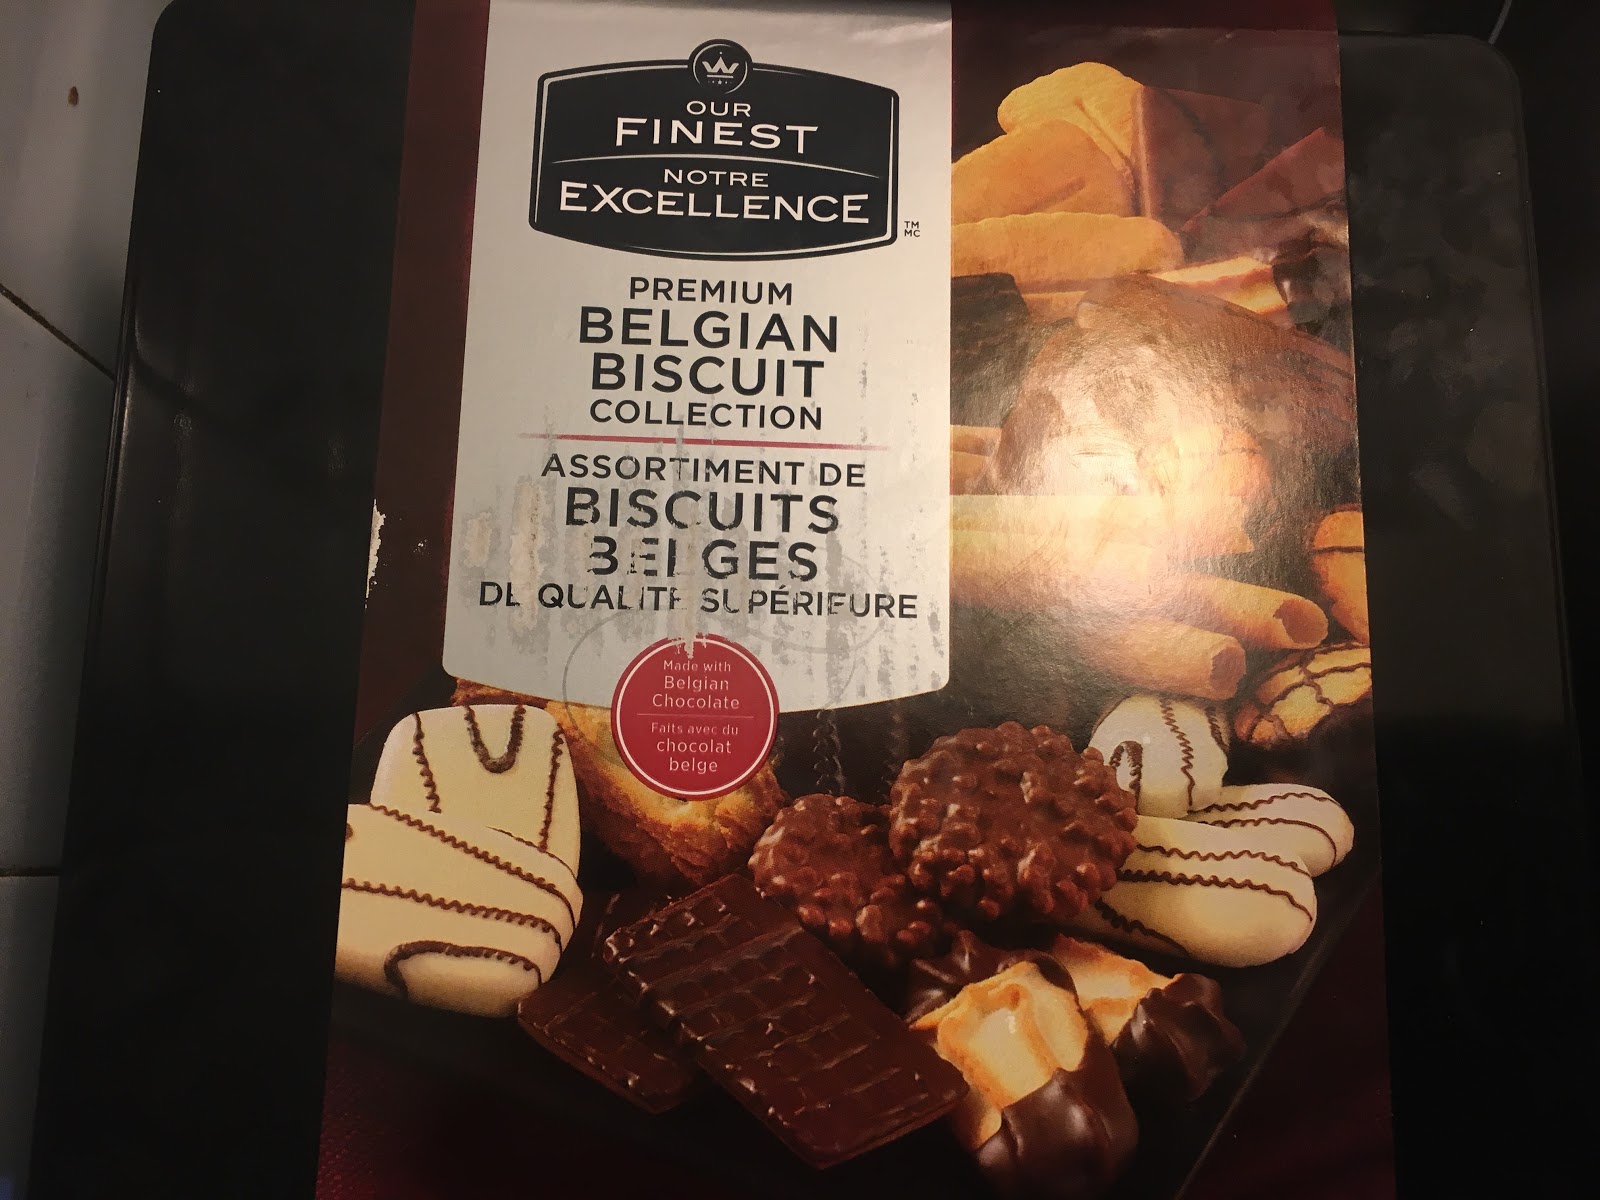 OUR
FINEST
NOTRE
EXCELLENCE
TM
MC
PREMIUM
BELGIAN
BISCUIT
COLLECTION
ASSORTIMENT DE
BISCUITS
BELGES
DE QUALITÉ SUPÉRIEURE
Made with
Belgian
Chocolate
Faits avec du
chocolat
belge